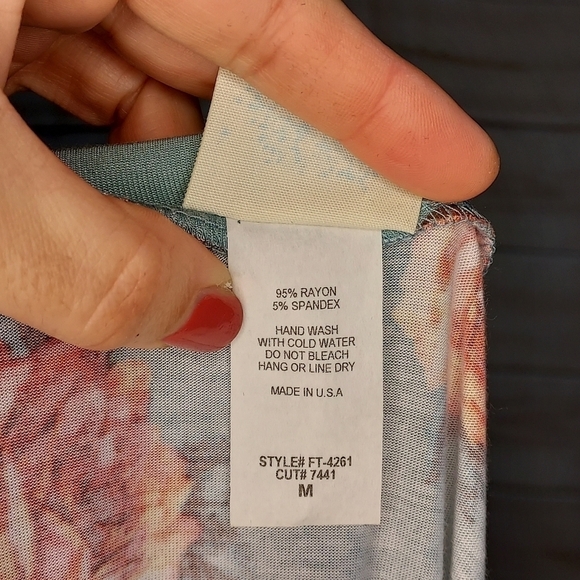 95% RAYON
5% SPANDEX
HAND WASH
WITH COLD WATER
DO NOT BLEACH
HANG OR LINE DRY
MADE IN U.S.A
STYLE# FT-4261
CUT# 7441
M